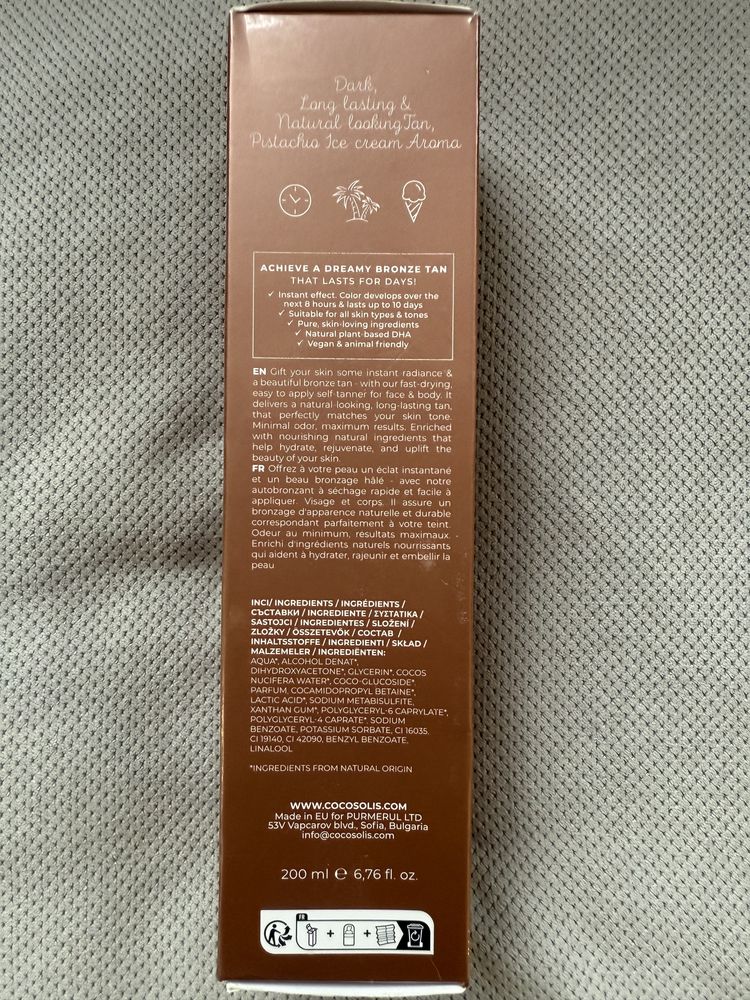 Dark,
Long lasting &
Natural looking Tan,
Pistachio Ice cream Aroma
ACHIEVE A DREAMY BRONZE TAN
THAT LASTS FOR DAYS!
✓ Instant effect. Color develops over the
next 8 hours & lasts up to 10 days
✓ Suitable for all skin types & tones
✓ Pure, skin-loving ingredients
✓ Natural plant-based DHA
✓ Vegan & animal friendly
EN Gift your skin some instant radiance &
a beautiful bronze tan - with our fast-drying,
easy to apply self-tanner for face & body. It
delivers a natural-looking, long-lasting tan,
that perfectly matches your skin tone.
Minimal odor, maximum results. Enriched
with nourishing natural ingredients that
help hydrate, rejuvenate, and uplift the
beauty of your skin.
FR Offrez à votre peau un éclat instantané
et un beau bronzage hâlé - avec notre
autobronzant à séchage rapide et facile à
appliquer. Visage et corps. Il assure un
bronzage d'apparence naturelle et durable
correspondant parfaitement à votre teint.
Odeur au minimum, résultats maximaux.
Enrichi d'ingrédients naturels nourrissants
qui aident à hydrater, rajeunir et embellir la
peau
INCI/ INGREDIENTS / INGRÉDIENTS /
СЪСТАВКИ / INGREDIENTE / ΣΥΣΤΑΤΙΚΑ /
SASTOJCI / INGREDIENTES / SLOŽENÍ /
ZLOŽKY / ÖSSZETEVŐK / СОСТАВ /
INHALTSSTOFFE / INGREDIENTI / SKŁAD /
MALZEMELER / INGREDIËNTEN:
AQUA*, ALCOHOL DENAT*,
DIHYDROXYACETONE*, GLYCERIN*, COCOS
NUCIFERA WATER*, COCO-GLUCOSIDE*,
PARFUM, COCAMIDOPROPYL BETAINE*,
LACTIC ACID*, SODIUM METABISULFITE,
XANTHAN GUM*, POLYGLYCERYL-6 CAPRYLATE*,
POLYGLYCERYL-4 CAPRATE*, SODIUM
BENZOATE, POTASSIUM SORBATE, CI 16035,
CI 19140, CI 42090, BENZYL BENZOATE,
LINALOOL
*INGREDIENTS FROM NATURAL ORIGIN
WWW.COCOSOLIS.COM
Made in EU for PURMERUL LTD
53V Vapcarov blvd., Sofia, Bulgaria
info@cocosolis.com
200 ml ℮ 6,76 fl. oz.
FR
+ +